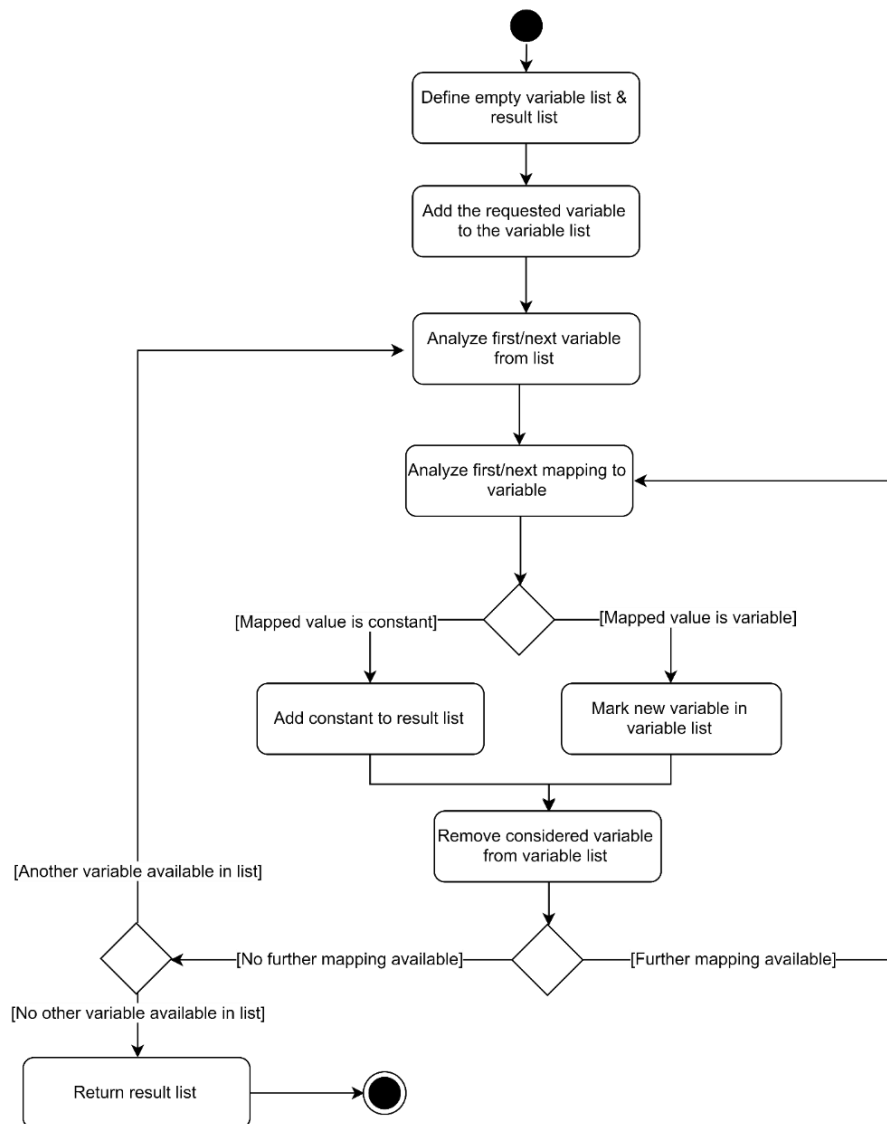 Define empty variable list &
result list
Add the requested variable
to the variable list
Analyze first/next variable
from list
Analyze first/next mapping to
variable
[Mapped value is constant]
[Mapped value is variable]
Add constant to result list
Mark new variable in
variable list
Remove considered variable
from variable list
[Another variable available in list]
[No further mapping available]
[Further mapping available]
[No other variable available in list]
Return result list